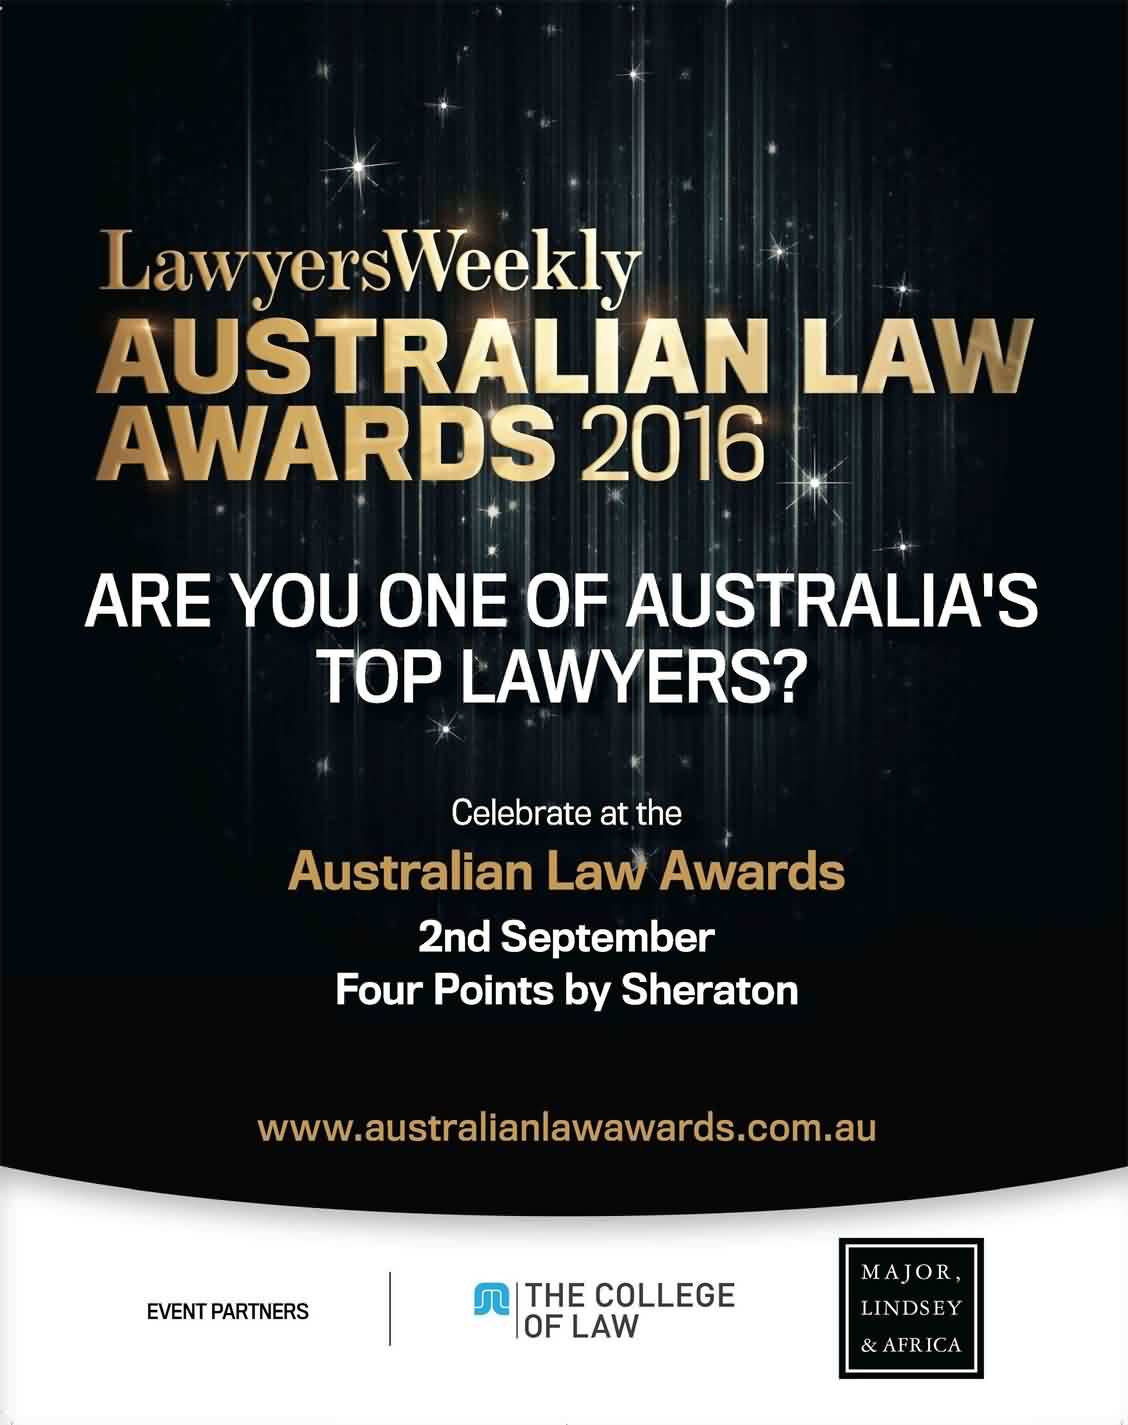 LawyersWeekly
AUSTRALIAN LAW
AWARDS 2016
ARE YOU ONE OF AUSTRALIA'S
TOP LAWYERS?
Celebrate at the
Australian Law Awards
2nd September
Four Points by Sheraton
www.australianlawawards.com.au
EVENT PARTNERS
THE COLLEGE
OF LAW
MAJOR,
LINDSEY
& AFRICA